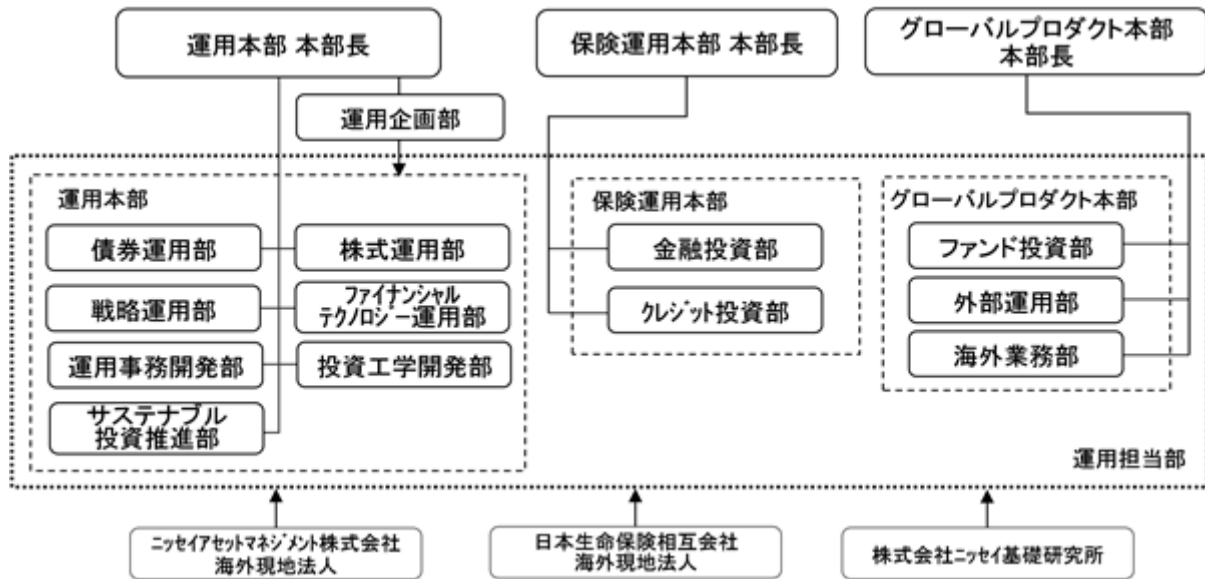 運用本部 本部長
保険運用本部 本部長
グローバルプロダクト本部
本部長
運用企画部
運用本部
債券運用部
株式運用部
戦略運用部
ファイナンシャル
テクノロジー運用部
運用事務開発部
投資工学開発部
サステナブル
投資推進部
保険運用本部
金融投資部
クレジット投資部
グローバルプロダクト本部
ファンド投資部
外部運用部
海外業務部
運用担当部
ニッセイアセットマネジメント株式会社
海外現地法人
日本生命保険相互会社
海外現地法人
株式会社ニッセイ基礎研究所